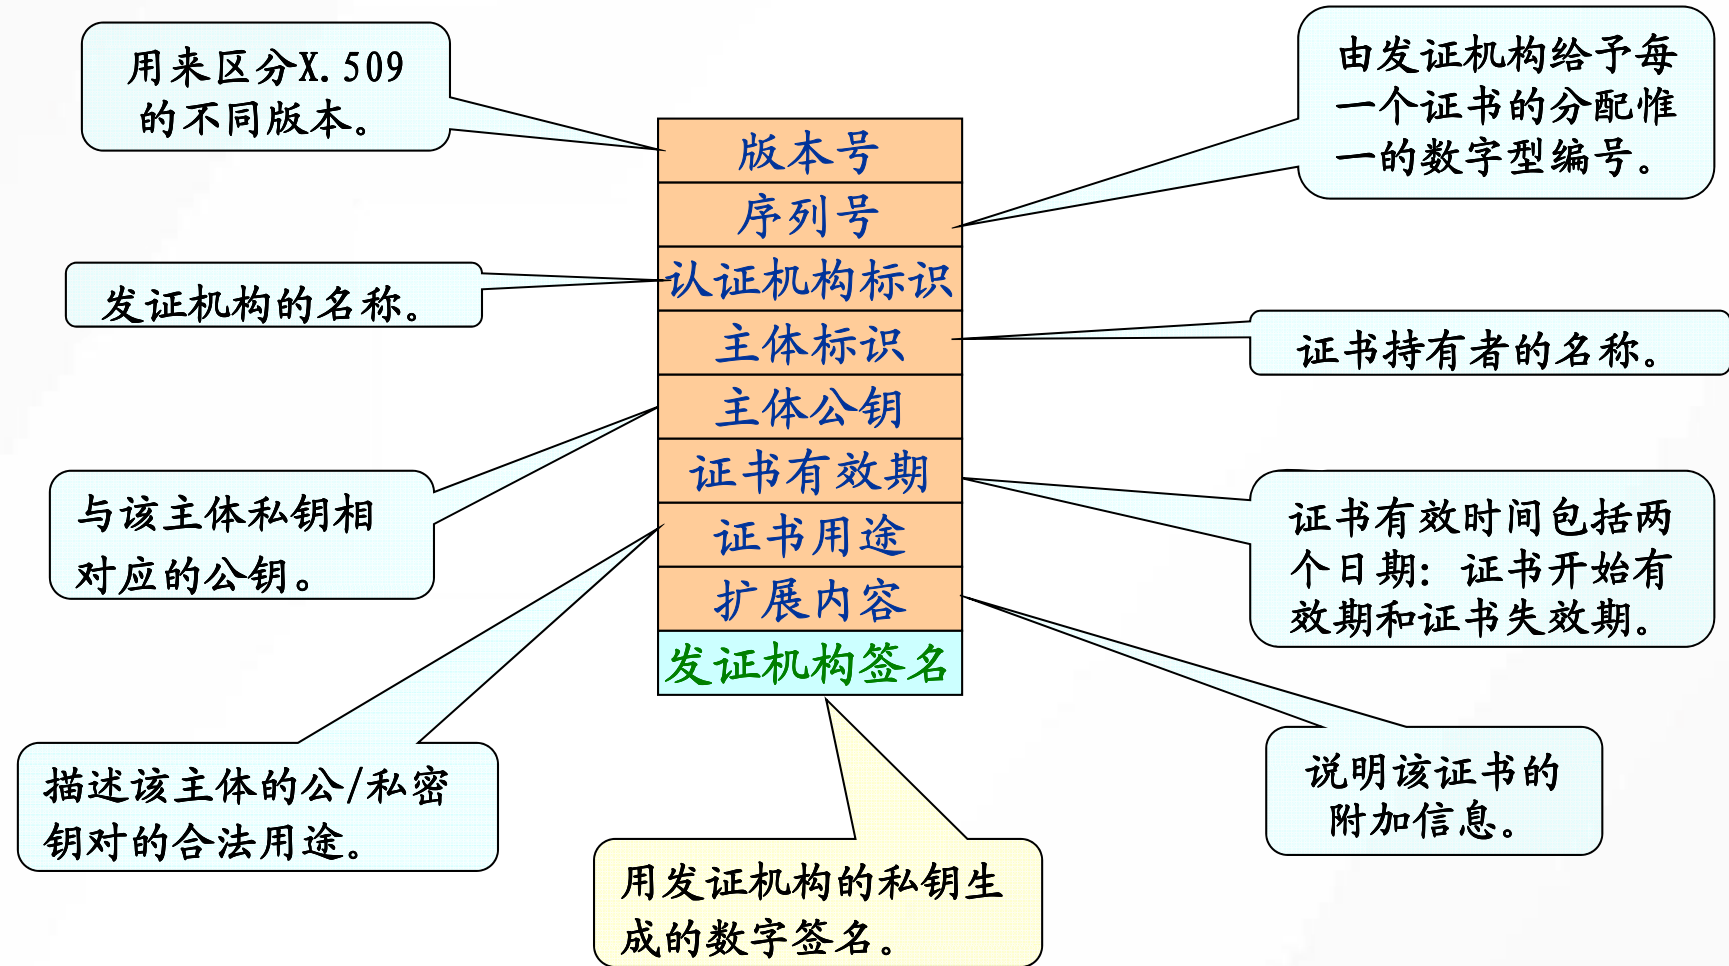 用来区分X.509
的不同版本。
由发证机构给予每
一个证书的分配惟
一的数字型编号。
版本号
序列号
认证机构标识
主体标识
主体公钥
证书有效期
证书用途
扩展内容
发证机构签名
发证机构的名称。
证书持有者的名称。
与该主体私钥相
对应的公钥。
证书有效时间包括两
个日期:证书开始有
效期和证书失效期。
描述该主体的公/私密
钥对的合法用途。
说明该证书的
附加信息。
用发证机构的私钥生
成的数字签名。